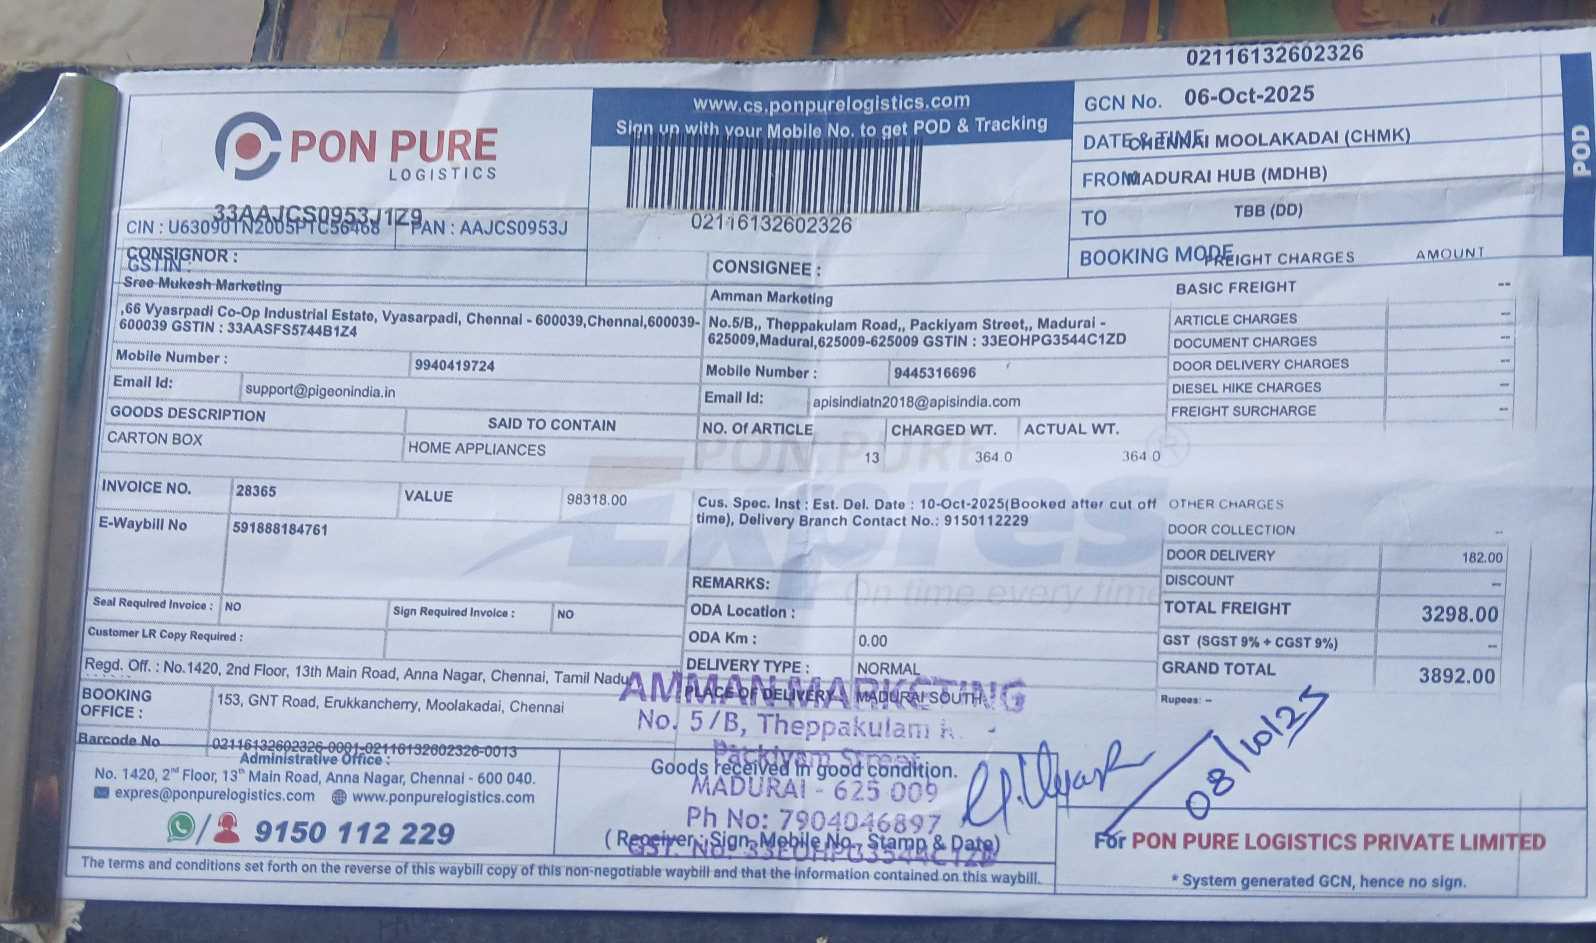 02116132602326
PON PURE
LOGISTICS
www.cs.ponpurelogistics.com
Sign up with your Mobile No. to get POD & Tracking
02116132602326
GCN No. 06-Oct-2025
DATE & TIME CHENNAI MOOLAKADAI (CHMK)
FROM MADURAI HUB (MDHB)
TO TBB (DD)
BOOKING MODE
POD
33AAJCS0953J1Z9
CIN : U63090TN2005PTC56468 PAN : AAJCS0953J
GSTIN :
CONSIGNOR :
Sree Mukesh Marketing
,66 Vyasrpadi Co-Op Industrial Estate, Vyasarpadi, Chennai - 600039,Chennai,600039-
600039 GSTIN : 33AASFS5744B1Z4
Mobile Number : 9940419724
Email Id: support@pigeonindia.in
CONSIGNEE :
Amman Marketing
No.5/B,, Theppakulam Road,, Packiyam Street,, Madurai -
625009,Madurai,625009-625009 GSTIN : 33EOHPG3544C1ZD
Mobile Number : 9445316696
Email Id: apisindiatn2018@apisindia.com
FREIGHT CHARGES AMOUNT
BASIC FREIGHT --
ARTICLE CHARGES --
DOCUMENT CHARGES --
DOOR DELIVERY CHARGES --
DIESEL HIKE CHARGES --
FREIGHT SURCHARGE --
GOODS DESCRIPTION SAID TO CONTAIN NO. Of ARTICLE CHARGED WT. ACTUAL WT.
CARTON BOX HOME APPLIANCES 13 364.0 364.0
PON PURE
Expres
On time every time
INVOICE NO. 28365 VALUE 98318.00
E-Waybill No 591888184761
Cus. Spec. Inst : Est. Del. Date : 10-Oct-2025(Booked after cut off
time), Delivery Branch Contact No.: 9150112229
OTHER CHARGES
DOOR COLLECTION --
DOOR DELIVERY 182.00
DISCOUNT --
TOTAL FREIGHT 3298.00
GST (SGST 9% + CGST 9%) --
GRAND TOTAL 3892.00
Rupees: --
Seal Required Invoice : NO Sign Required Invoice : NO
Customer LR Copy Required :
REMARKS:
ODA Location :
ODA Km : 0.00
DELIVERY TYPE : NORMAL
PLACE OF DELIVERY MADURAI SOUTH
Regd. Off. : No.1420, 2nd Floor, 13th Main Road, Anna Nagar, Chennai, Tamil Nadu
BOOKING OFFICE : 153, GNT Road, Erukkancherry, Moolakadai, Chennai
Barcode No 02116132602326-0001-02116132602326-0013
Administrative Office :
No. 1420, 2nd Floor, 13th Main Road, Anna Nagar, Chennai - 600 040.
expres@ponpurelogistics.com www.ponpurelogistics.com
9150 112 229
AMMAN MARKETING
No. 5/B, Theppakulam R.
Packiyam Street
MADURAI - 625 009
Ph No: 7904046897
GST. No. 33EOHPG3544C1ZD
Goods received in good condition.
( Receiver Sign, Mobile No., Stamp & Date)
08/10/25
For PON PURE LOGISTICS PRIVATE LIMITED
* System generated GCN, hence no sign.
The terms and conditions set forth on the reverse of this waybill copy of this non-negotiable waybill and that the information contained on this waybill.